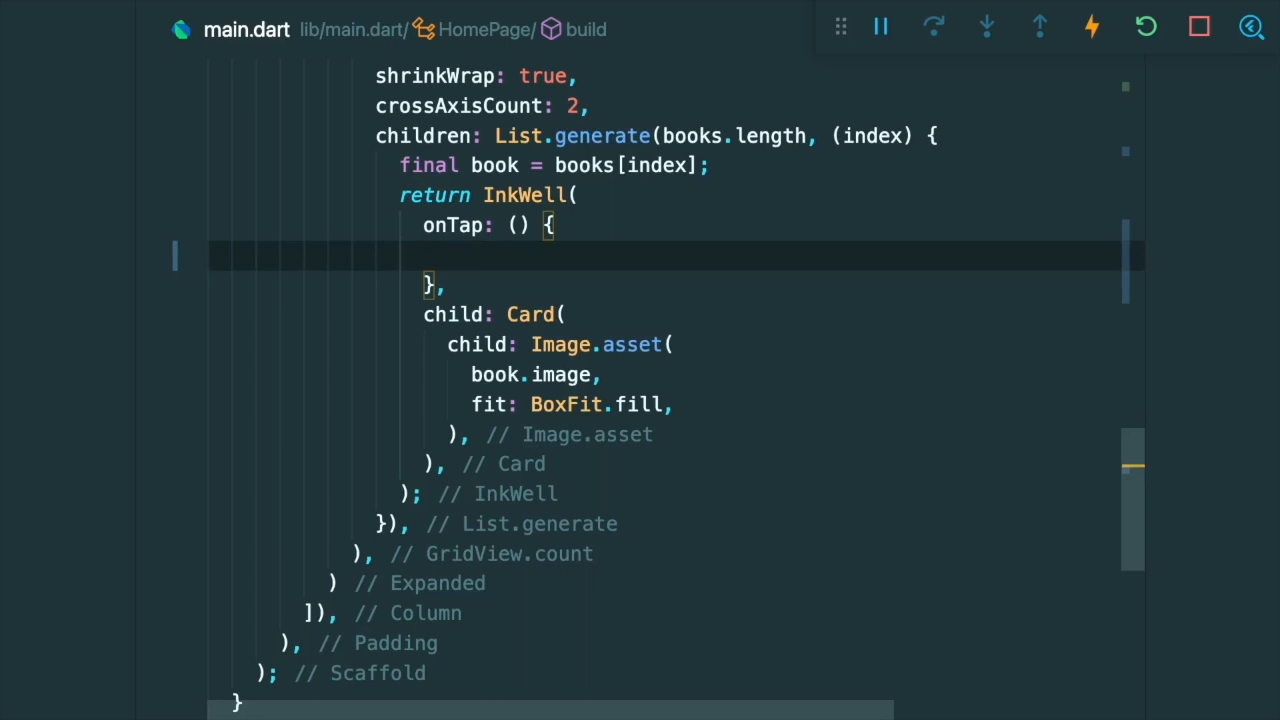 main.dart lib/main.dart/ HomePage/ build
shrinkWrap: true,
crossAxisCount: 2,
children: List.generate(books.length, (index) {
final book = books[index];
return InkWell(
onTap: () {
},
child: Card(
child: Image.asset(
book.image,
fit: BoxFit.fill,
), // Image.asset
), // Card
); // InkWell
}), // List.generate
), // GridView.count
) // Expanded
]), // Column
), // Padding
); // Scaffold
}